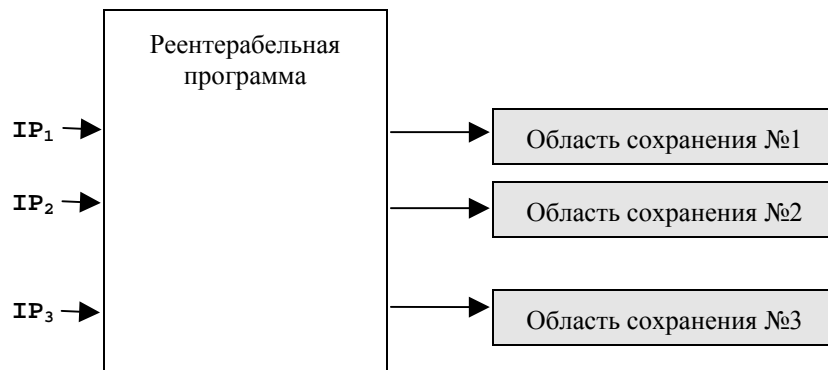 Реентерабельная
программа
IP₁
Область сохранения №1
IP₂
Область сохранения №2
IP₃
Область сохранения №3